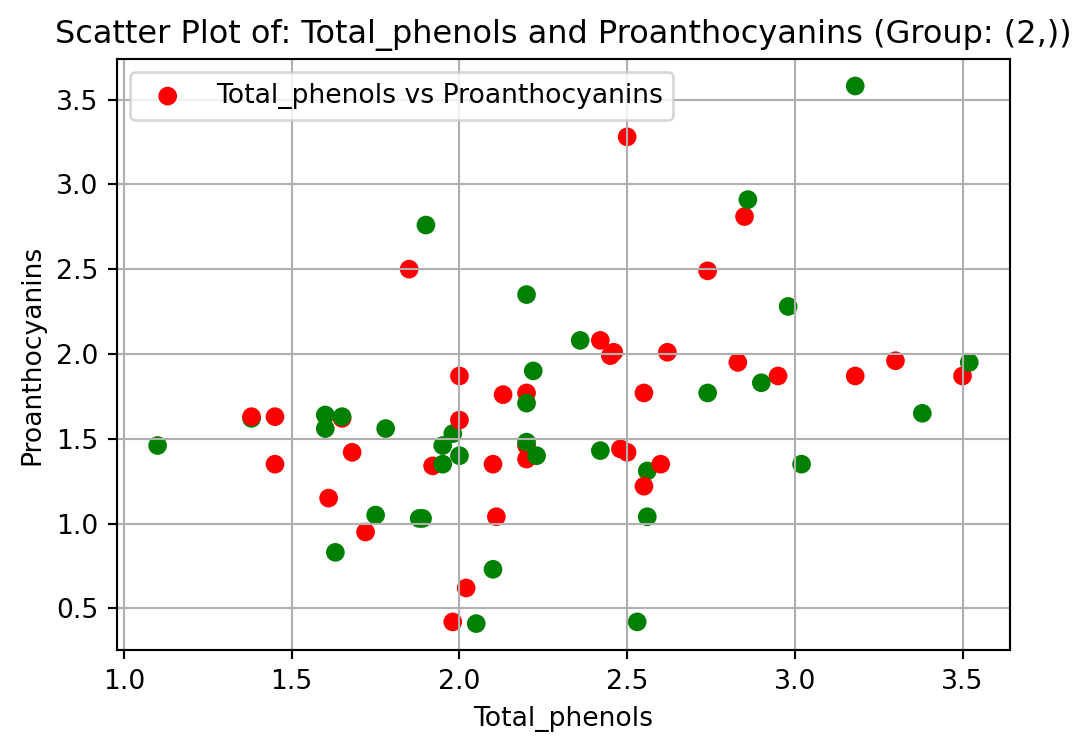 Scatter Plot of: Total_phenols and Proanthocyanins (Group: (2,))
Total_phenols vs Proanthocyanins
3.5
3.0
2.5
2.0
1.5
1.0
0.5
Proanthocyanins
1.0 1.5 2.0 2.5 3.0 3.5
Total_phenols